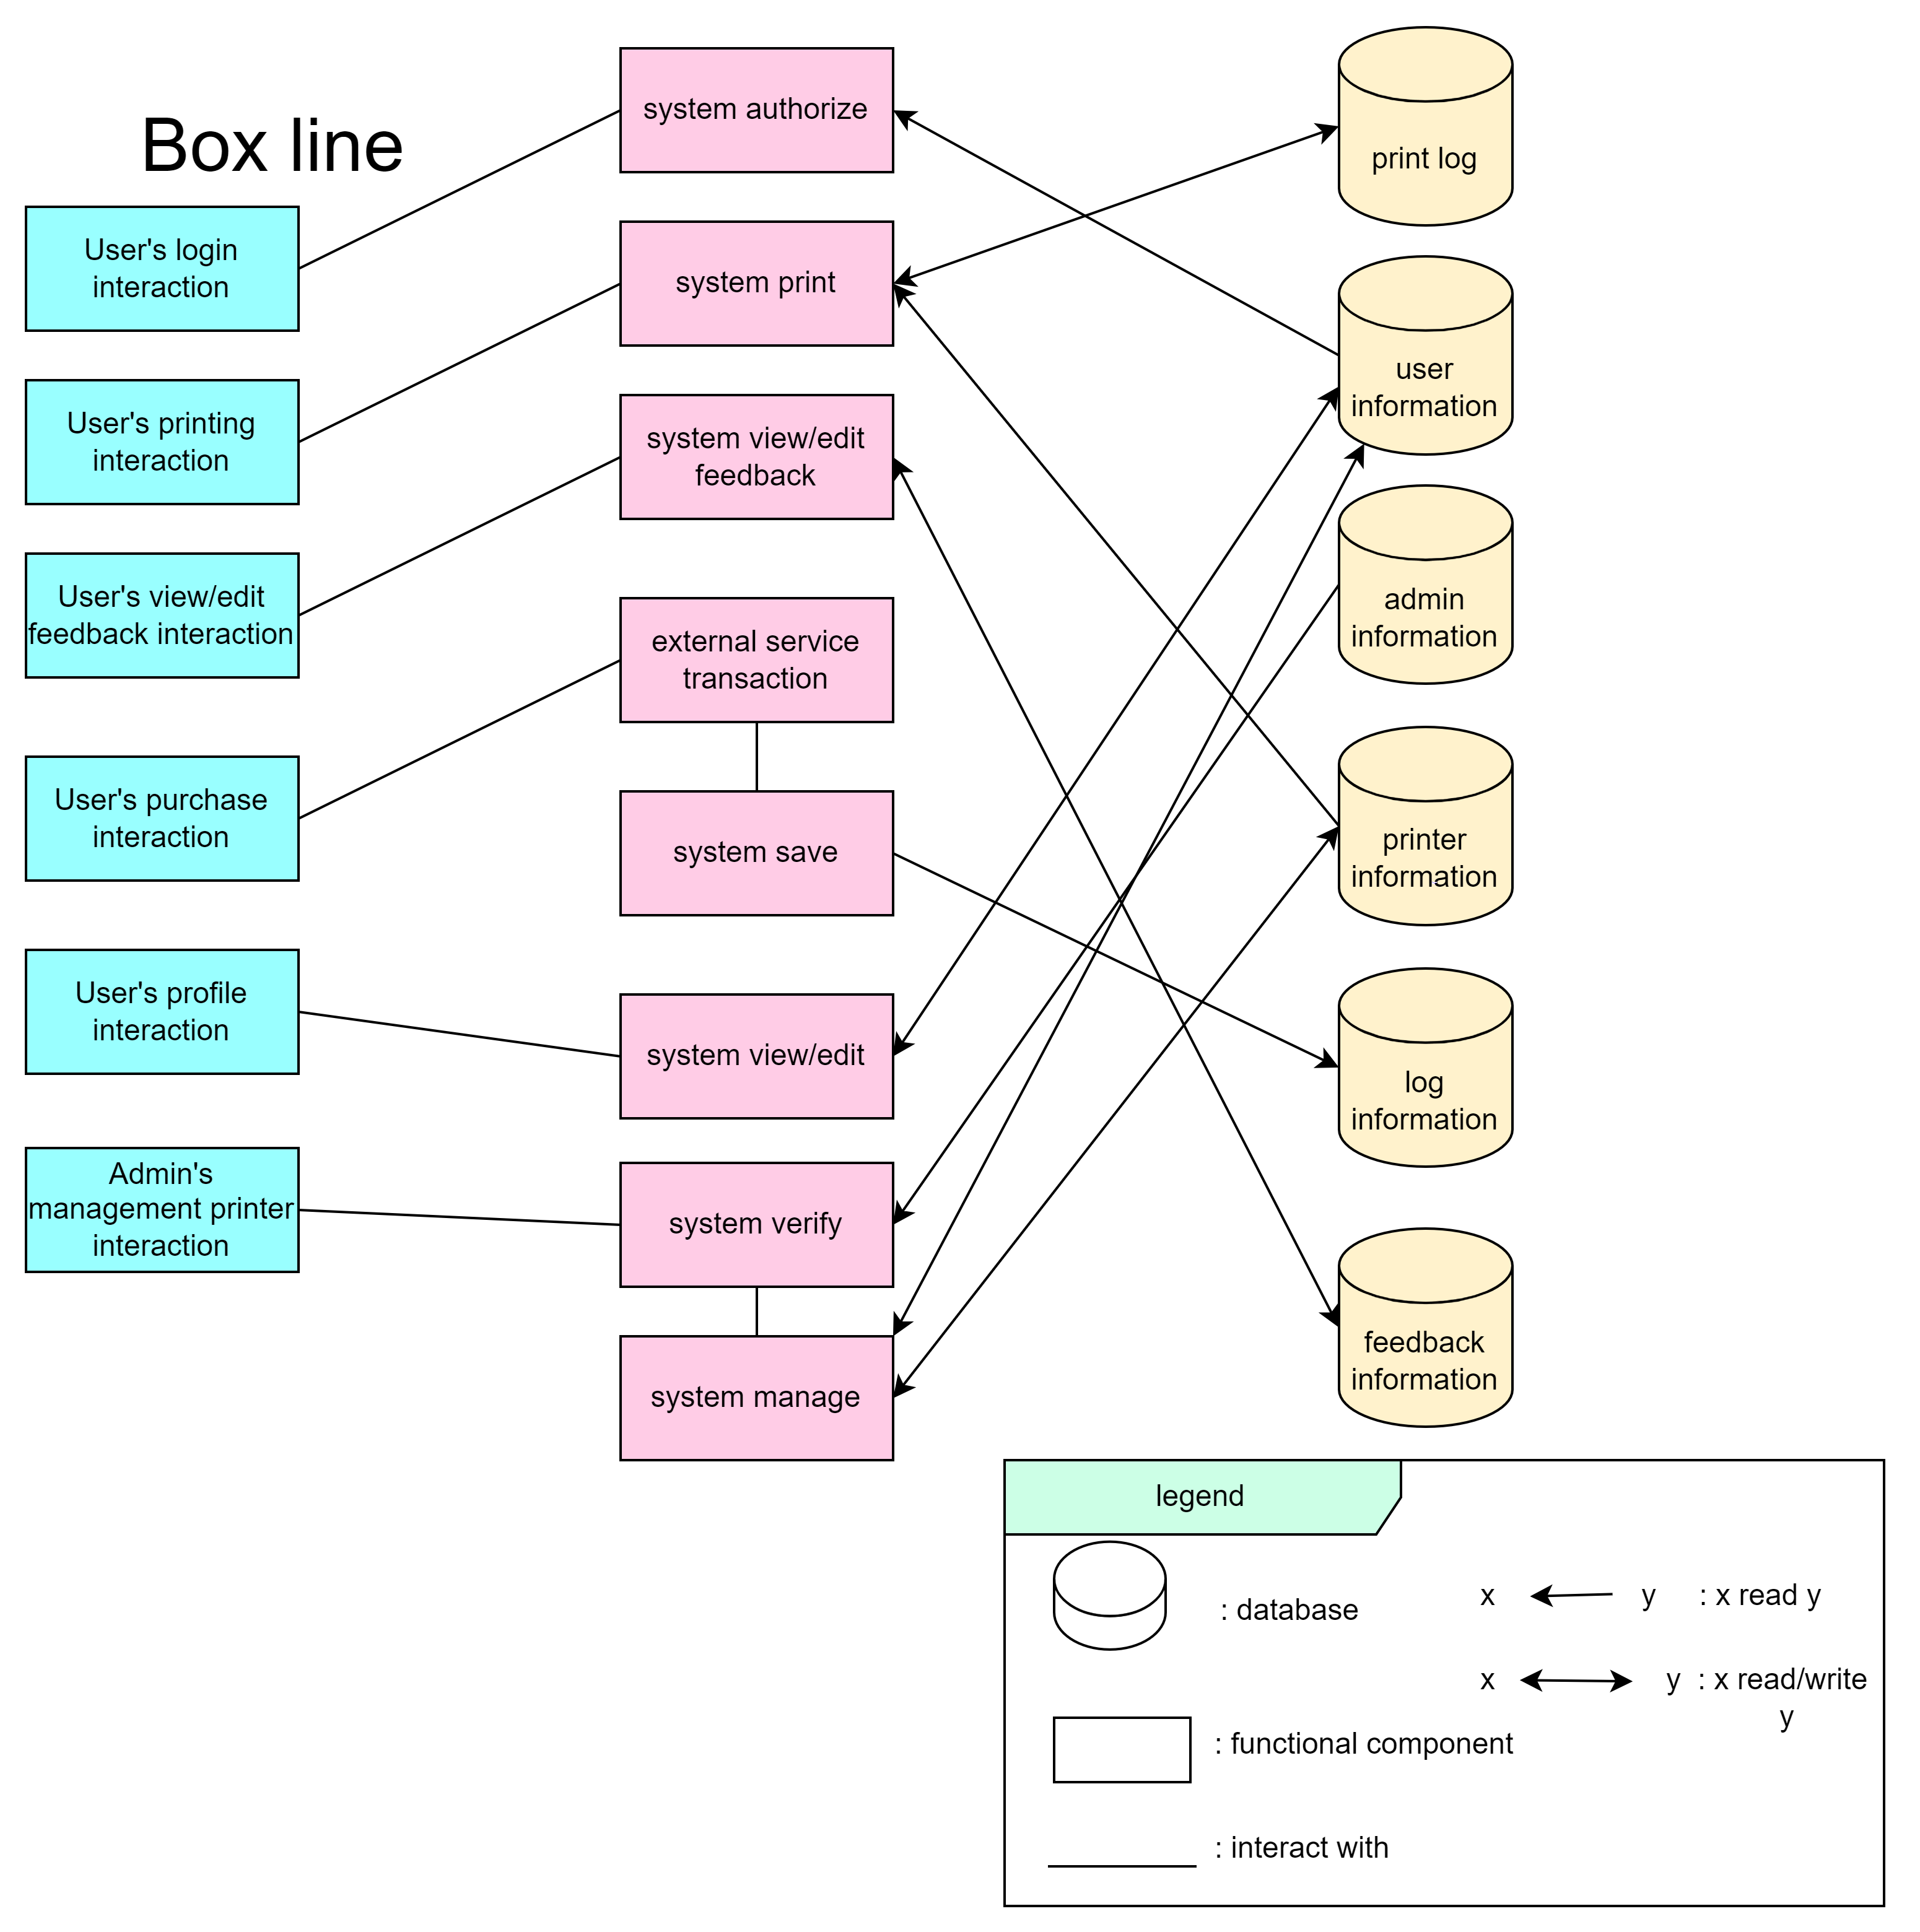 Box line
User's login
interaction
User's printing
interaction
User's view/edit
feedback interaction
User's purchase
interaction
User's profile
interaction
Admin's
management printer
interaction
system authorize
system print
system view/edit
feedback
external service
transaction
system save
system view/edit
system verify
system manage
print log
user
information
admin
information
printer
information
log
information
feedback
information
legend
: database
: functional component
: interact with
x y : x read y
x y : x read/write
y